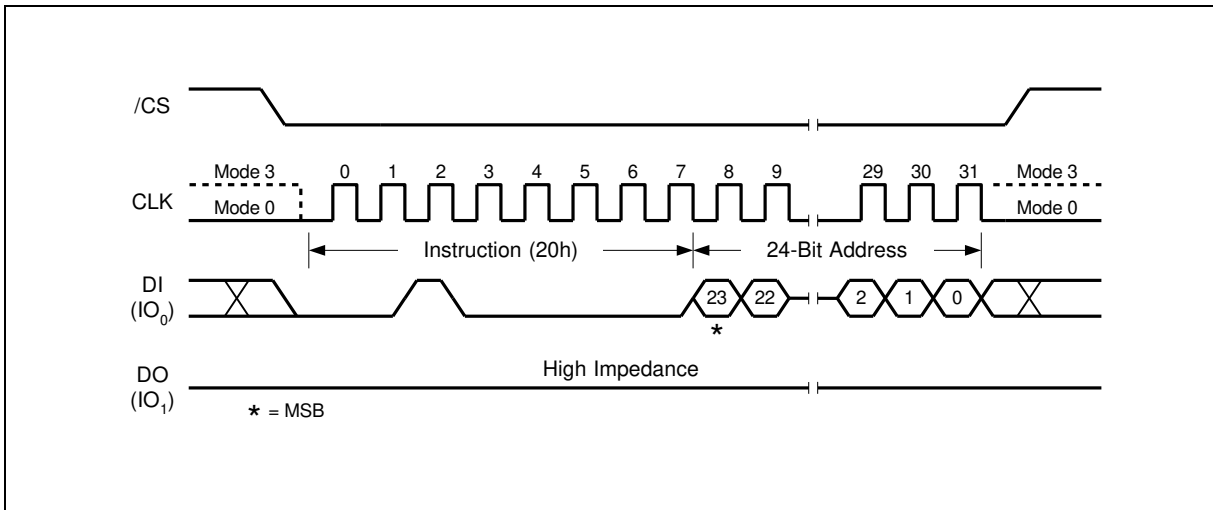 /CS
Mode 3 0 1 2 3 4 5 6 7 8 9 29 30 31 Mode 3
CLK
Mode 0 Mode 0
Instruction (20h) 24-Bit Address
DI
(IO0)
23 22 2 1 0
*
High Impedance
DO
(IO1)
* = MSB